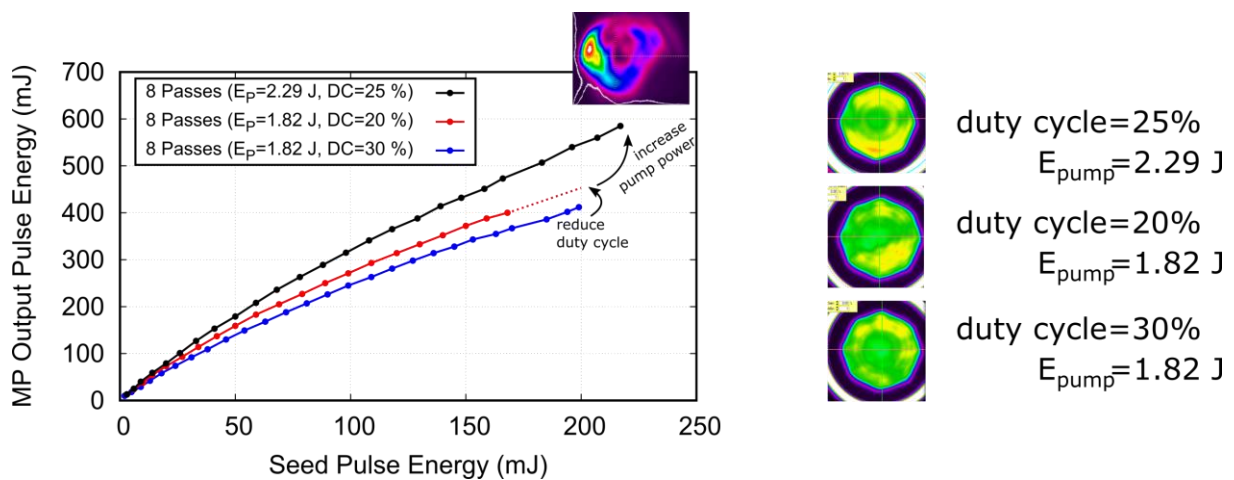 700
600
500
400
300
200
100
0
MP Output Pulse Energy (mJ)
8 Passes (EP=2.29 J, DC=25 %)
8 Passes (EP=1.82 J, DC=20 %)
8 Passes (EP=1.82 J, DC=30 %)
increase
pump power
reduce
duty cycle
0 50 100 150 200 250
Seed Pulse Energy (mJ)
duty cycle=25%
Epump=2.29 J
duty cycle=20%
Epump=1.82 J
duty cycle=30%
Epump=1.82 J